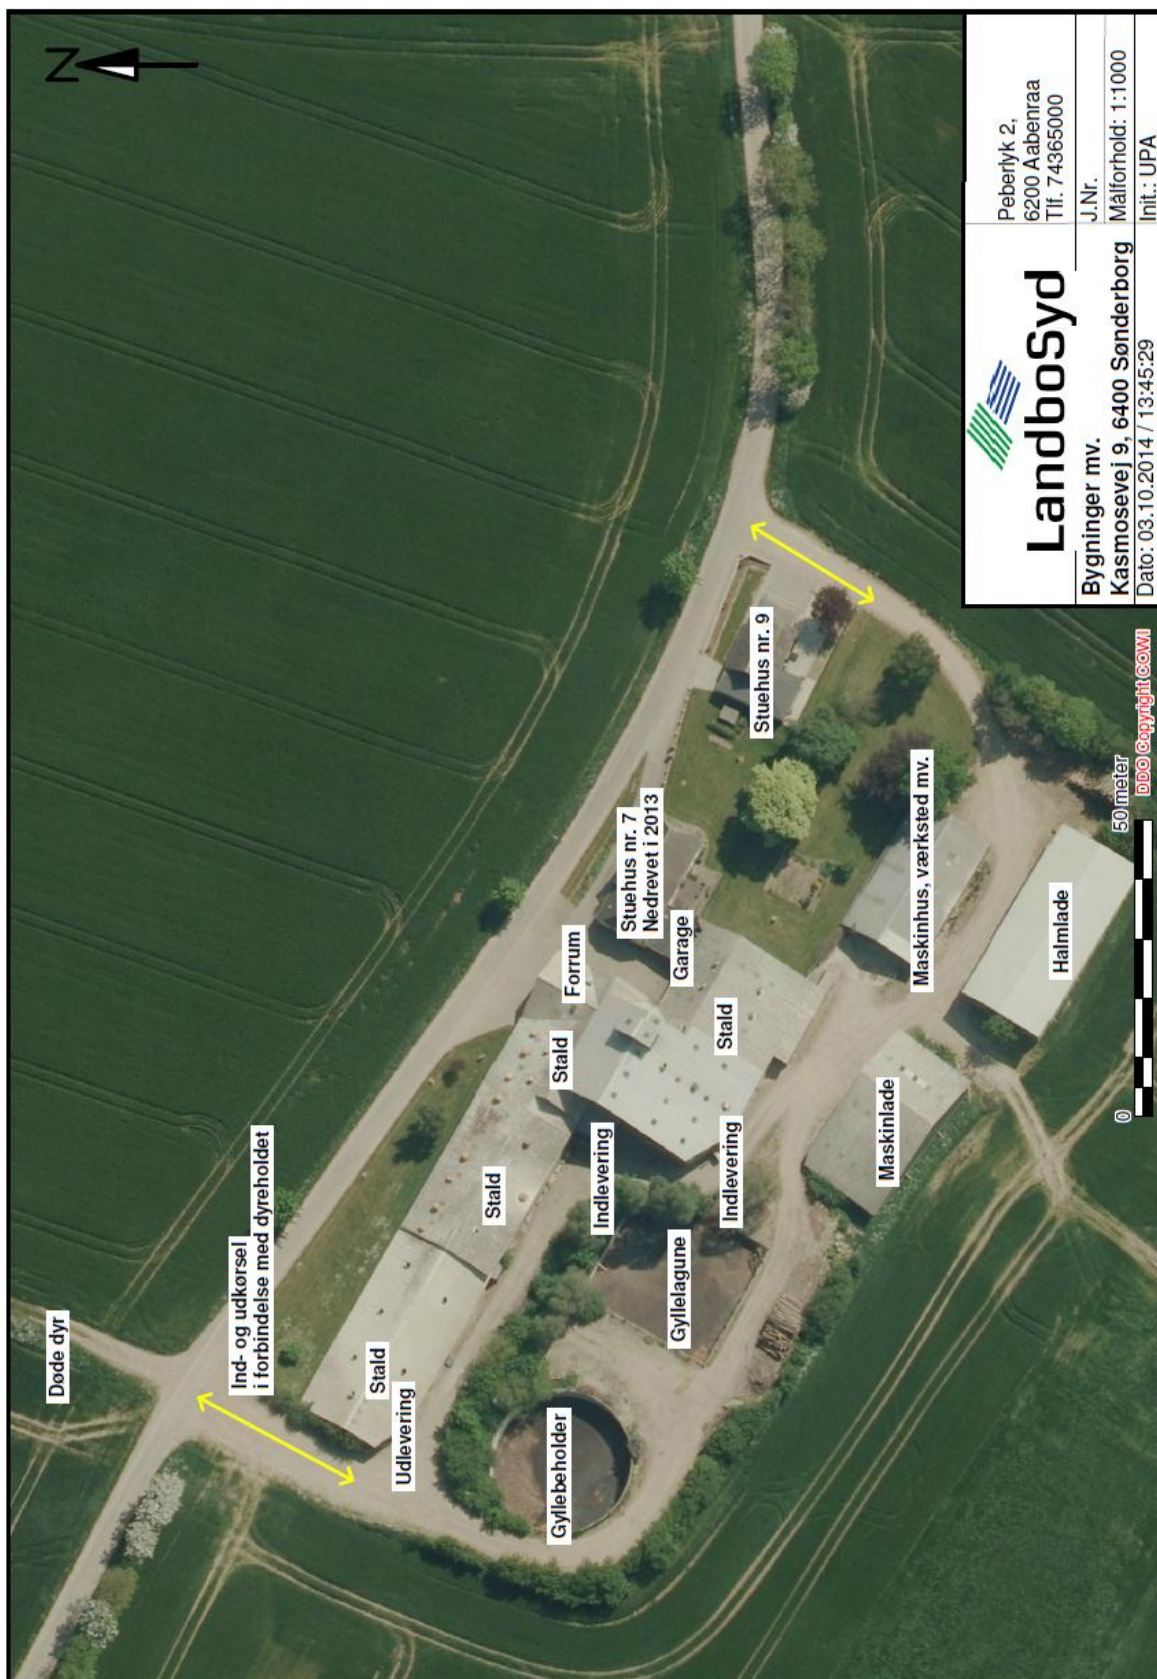 N
Døde dyr
Ind- og udkørsel
i forbindelse med dyreholdet
Stald
Udlevering
Stald
Stald
Forrum
Stuehus nr. 7
Nedrevet i 2013
Garage
Stuehus nr. 9
Gyllebeholder
Indlevering
Gyllelagune
Indlevering
Stald
Maskinhus, værksted mv.
Maskinlade
Halmlade
0
50 meter
DDO Copyright COWI
LandboSyd
Peberlyk 2,
6200 Aabenraa
Tlf. 74365000
Bygninger mv.
J.Nr.
Kasmosevej 9, 6400 Sønderborg
Målforhold: 1:1000
Dato: 03.10.2014 / 13:45:29
Init.: UPA